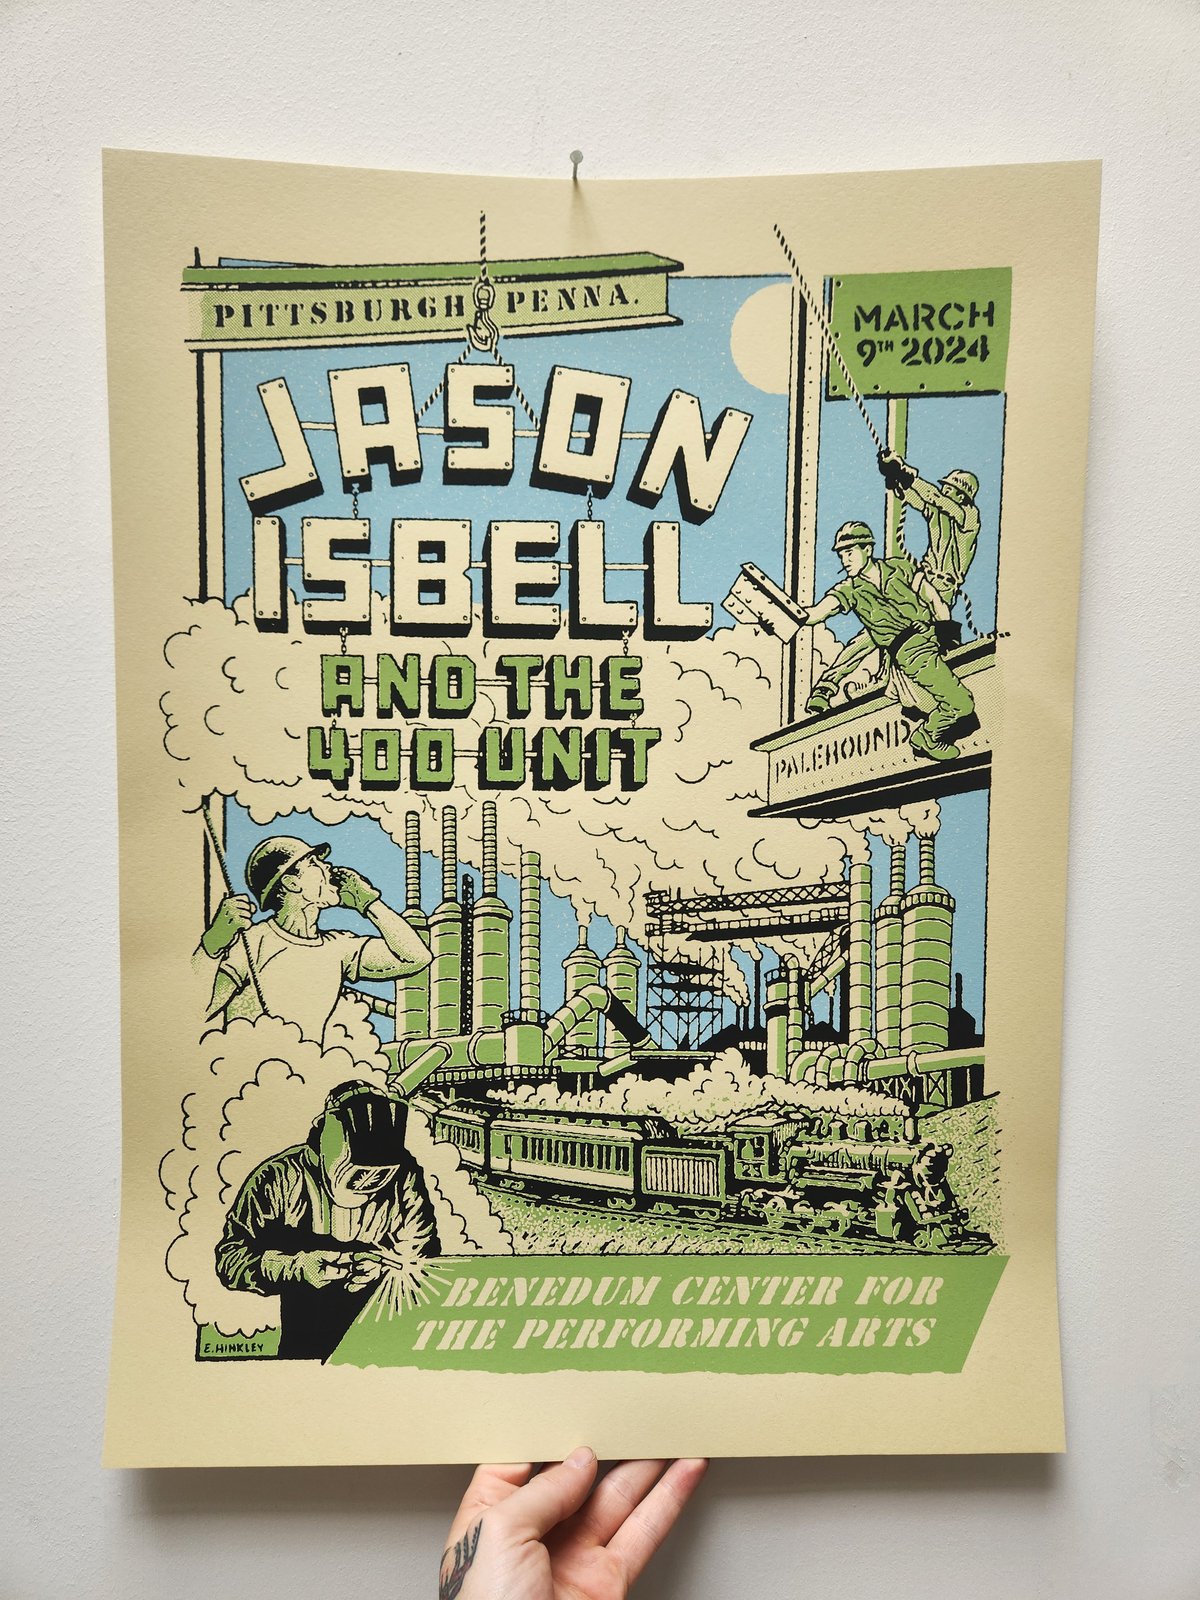 PITTSBURGH PENNA.
MARCH
9TH 2024
JASON
ISBELL
AND THE
400 UNIT
PALEHOUND
23
BENEDUM CENTER FOR
THE PERFORMING ARTS
E. HINKLEY